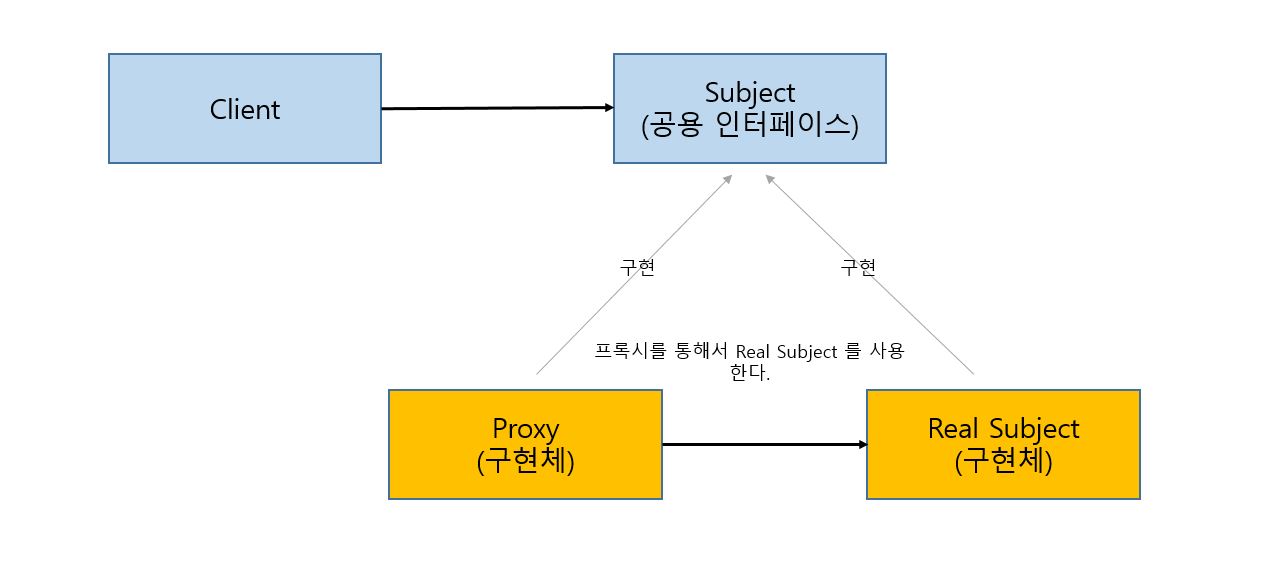 Client
Subject
(공용 인터페이스)
구현
구현
프록시를 통해서 Real Subject 를 사용
한다.
Proxy
(구현체)
Real Subject
(구현체)